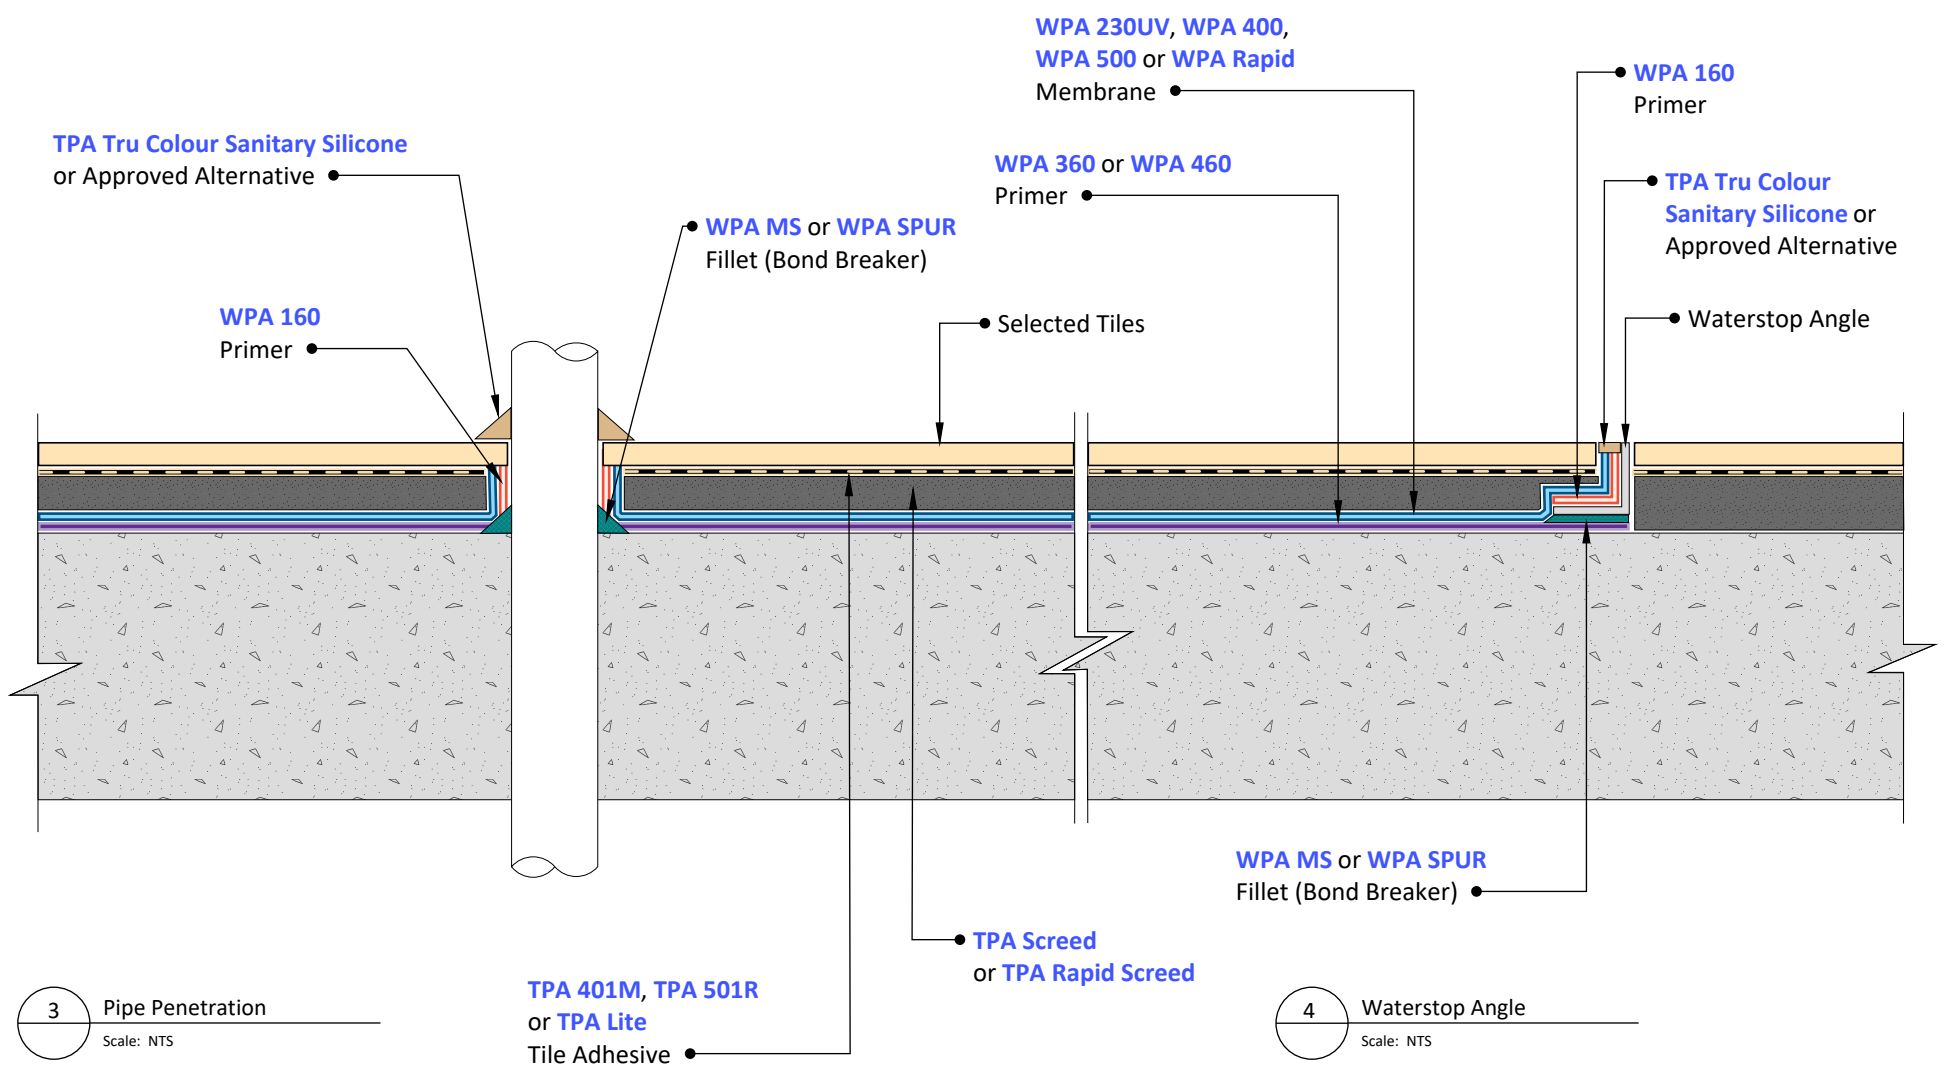 WPA 230UV, WPA 400,
WPA 500 or WPA Rapid
Membrane
WPA 160
Primer
TPA Tru Colour Sanitary Silicone
or Approved Alternative
WPA 360 or WPA 460
Primer
TPA Tru Colour
Sanitary Silicone or
Approved Alternative
WPA MS or WPA SPUR
Fillet (Bond Breaker)
WPA 160
Primer
Selected Tiles
Waterstop Angle
WPA MS or WPA SPUR
Fillet (Bond Breaker)
TPA Screed
or TPA Rapid Screed
TPA 401M, TPA 501R
or TPA Lite
Tile Adhesive
3
Pipe Penetration
Scale: NTS
4
Waterstop Angle
Scale: NTS